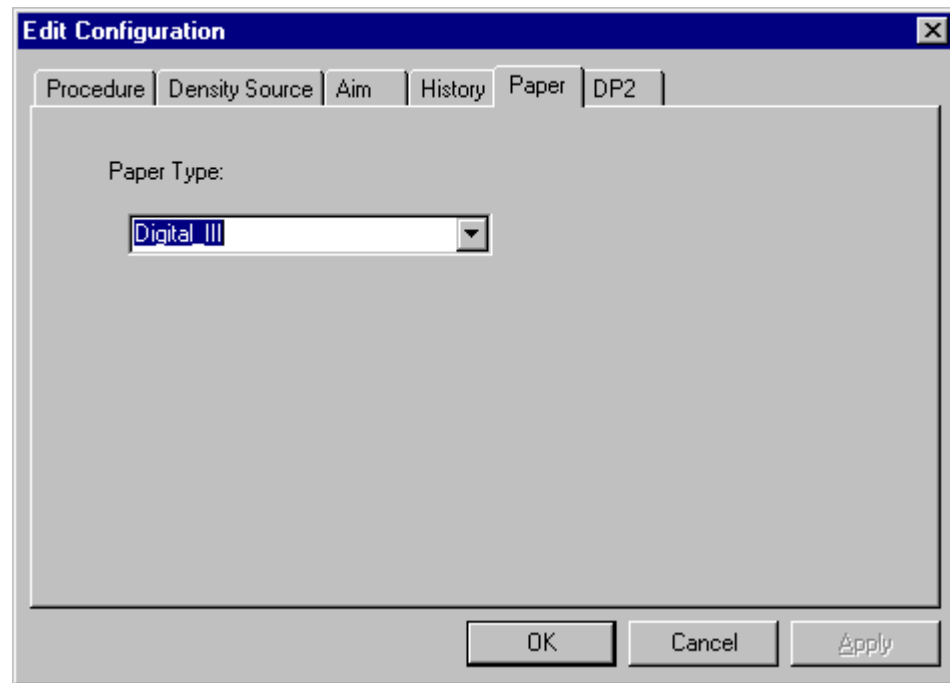 Edit Configuration
Procedure Density Source Aim History Paper DP2
Paper Type:
Digital_III
OK Cancel Apply